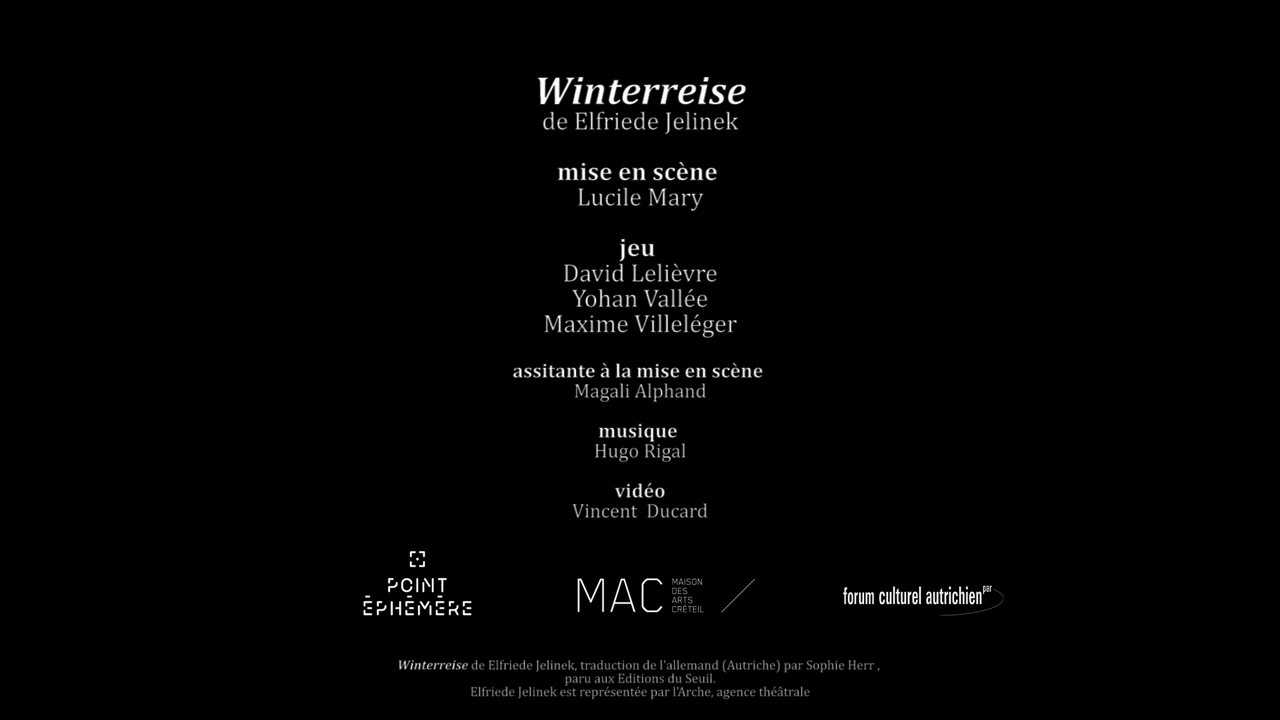 Winterreise
de Elfriede Jelinek
mise en scène
Lucile Mary
jeu
David Lelièvre
Yohan Vallée
Maxime Villeléger
assitante à la mise en scène
Magali Alphand
musique
Hugo Rigal
vidéo
Vincent Ducard
POINT
ÉPHÉMÈRE
MAC
MAISON
DES
ARTS
CRÉTEIL
forum culturel autrichien par
Winterreise de Elfriede Jelinek, traduction de l'allemand (Autriche) par Sophie Herr ,
paru aux Editions du Seuil.
Elfriede Jelinek est représentée par l'Arche, agence théâtrale